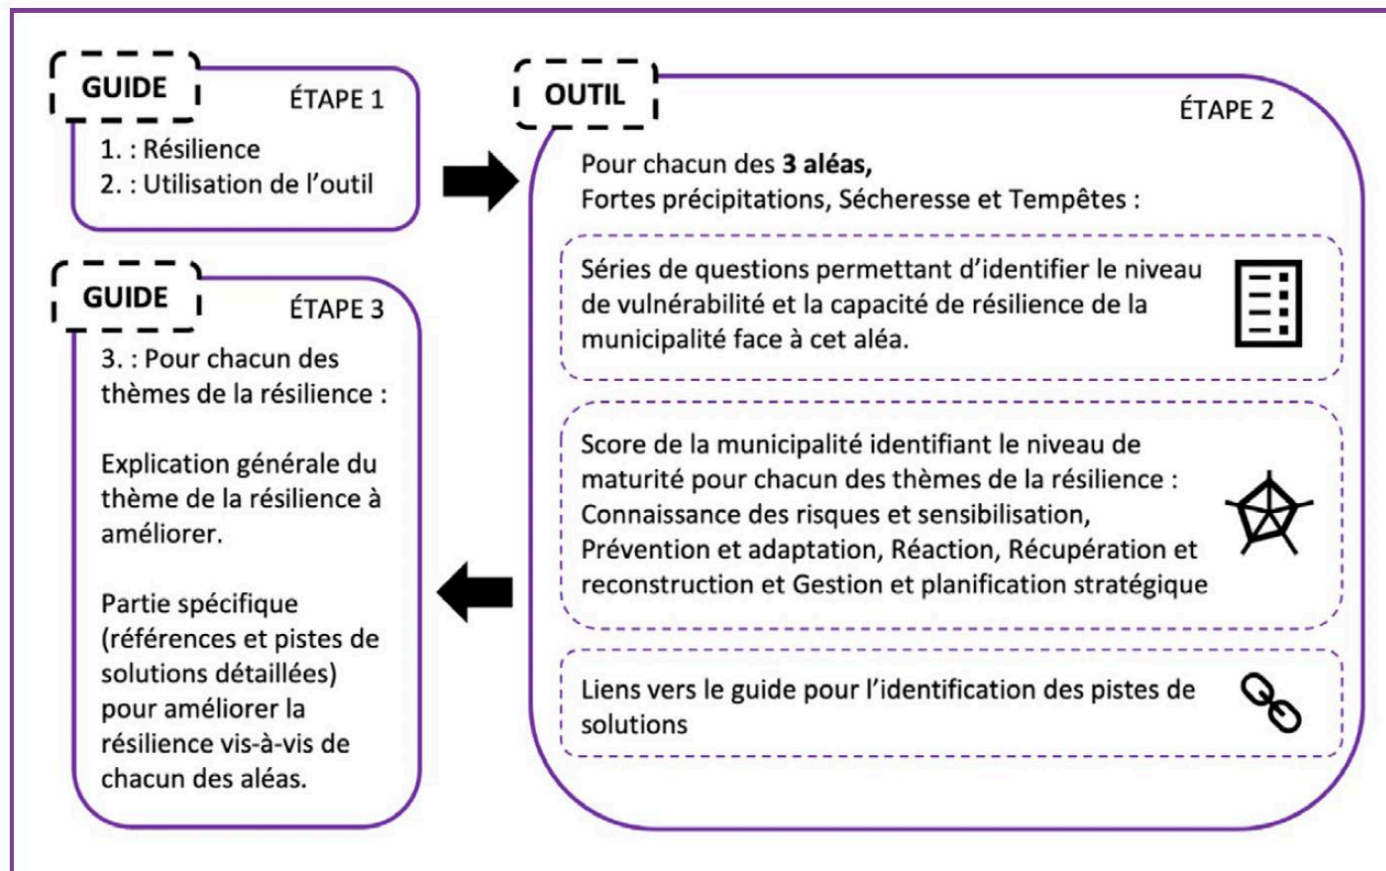 GUIDE
ÉTAPE 1
1. : Résilience
2. : Utilisation de l'outil
OUTIL
ÉTAPE 2
Pour chacun des 3 aléas,
Fortes précipitations, Sécheresse et Tempêtes :
Séries de questions permettant d'identifier le niveau
de vulnérabilité et la capacité de résilience de la
municipalité face à cet aléa.
Score de la municipalité identifiant le niveau de
maturité pour chacun des thèmes de la résilience :
Connaissance des risques et sensibilisation,
Prévention et adaptation, Réaction, Récupération et
reconstruction et Gestion et planification stratégique
Liens vers le guide pour l'identification des pistes de
solutions
GUIDE
ÉTAPE 3
3. : Pour chacun des
thèmes de la résilience :
Explication générale du
thème de la résilience à
améliorer.
Partie spécifique
(références et pistes de
solutions détaillées)
pour améliorer la
résilience vis-à-vis de
chacun des aléas.